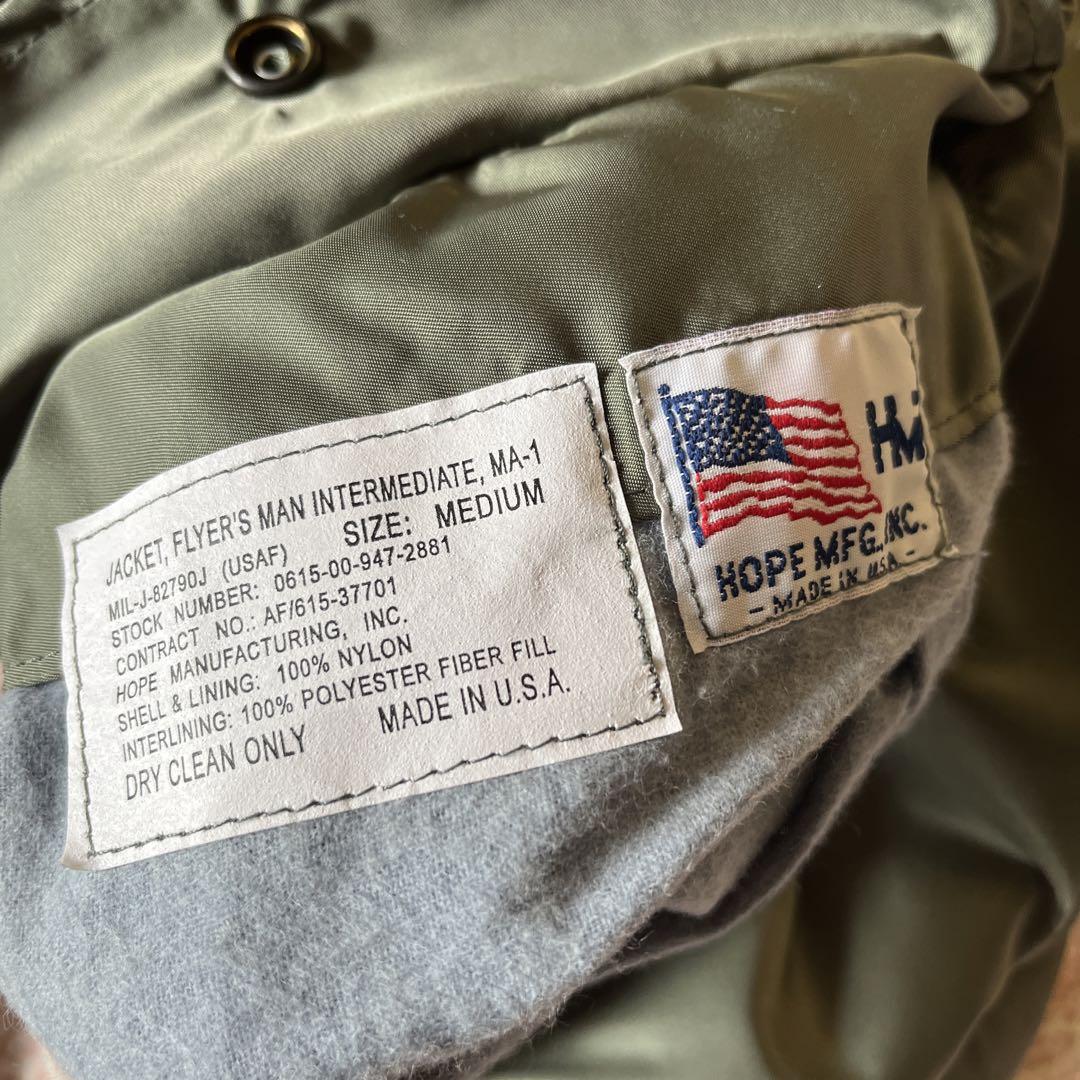 JACKET, FLYER'S MAN INTERMEDIATE, MA-1
MIL-J-82790J (USAF) SIZE: MEDIUM
STOCK NUMBER: 0615-00-947-2881
CONTRACT NO.: AF/615-37701
HOPE MANUFACTURING, INC.
SHELL & LINING: 100% NYLON
INTERLINING: 100% POLYESTER FIBER FILL
DRY CLEAN ONLY MADE IN U.S.A.
HOPE MFG., INC.
- MADE IN U.S.A. -